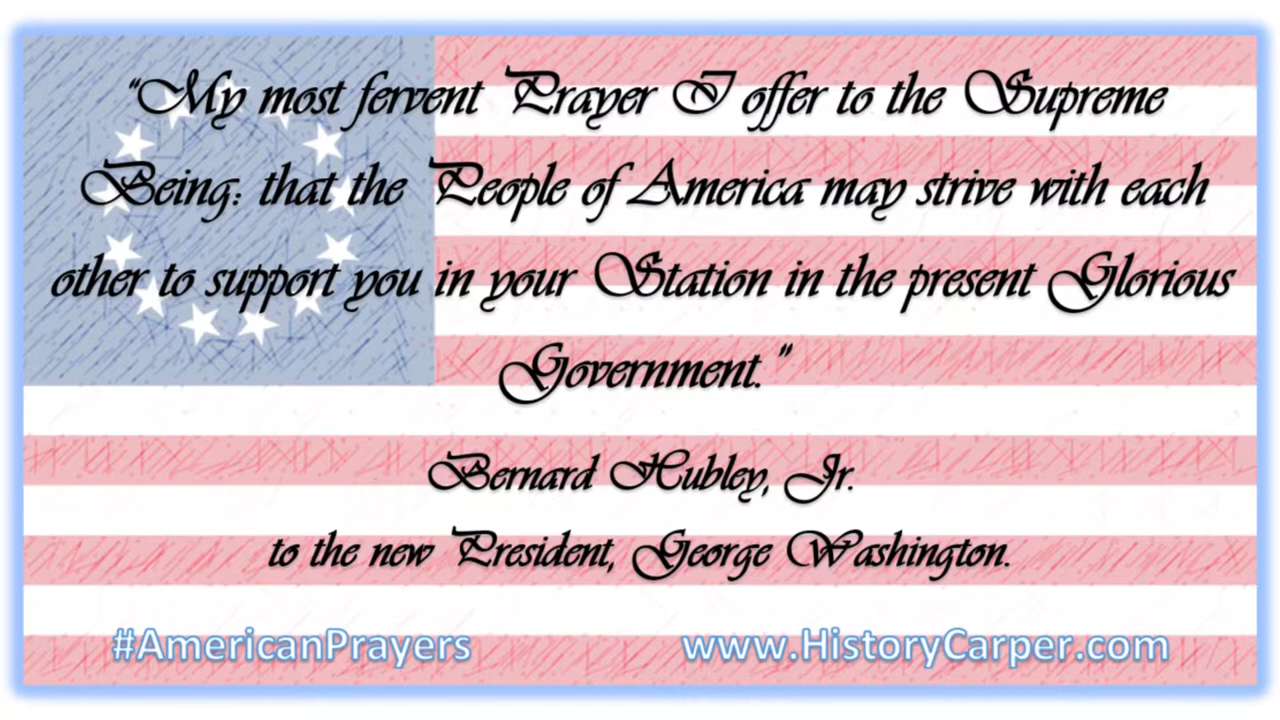 "My most fervent Prayer I offer to the Supreme
Being: that the People of America may strive with each
other to support you in your Station in the present Glorious
Government."
Bernard Hubley, Jr.
to the new President, George Washington.
#AmericanPrayers
www.HistoryCarper.com